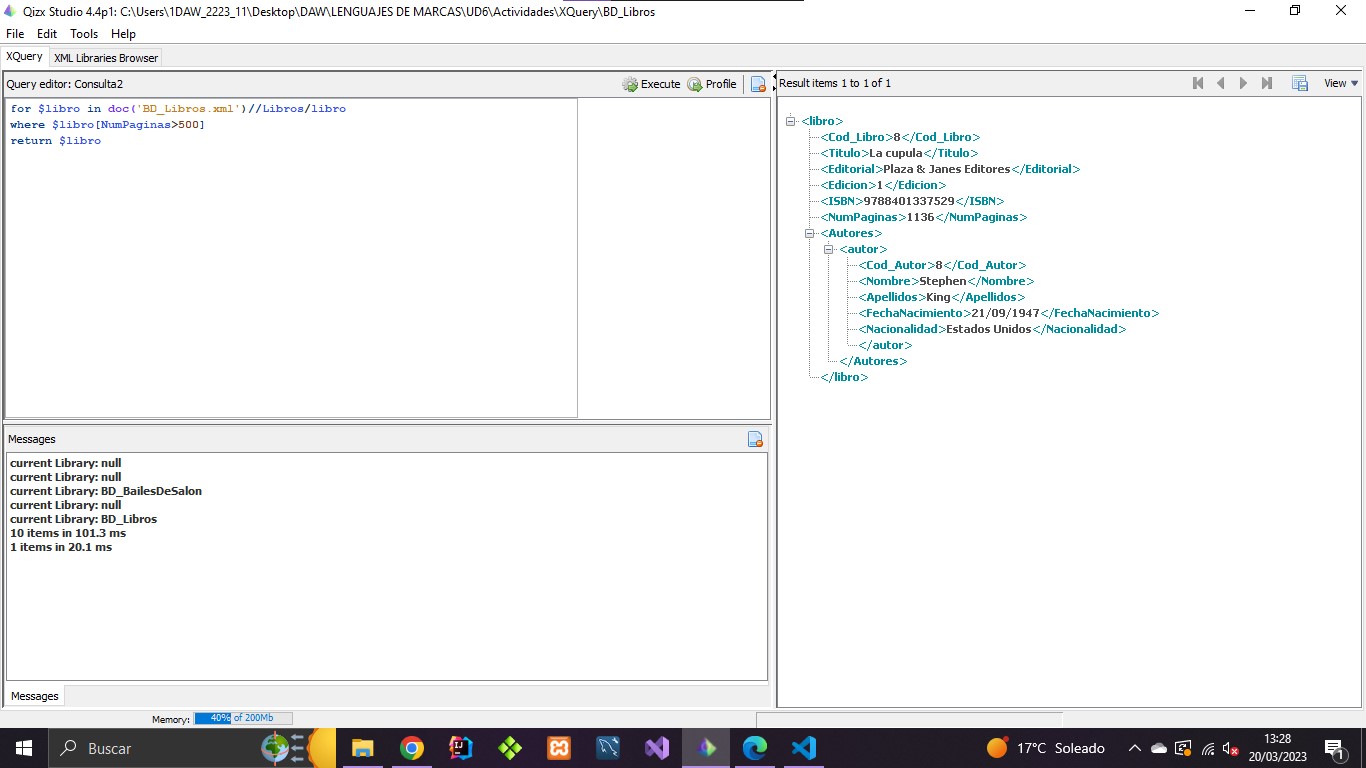 Qizx Studio 4.4p1: C:\Users\1DAW_2223_11\Desktop\DAW\LENGUAJES DE MARCAS\UD6\Actividades\XQuery\BD_Libros
File Edit Tools Help
XQuery XML Libraries Browser
Query editor: Consulta2 Execute Profile
for $libro in doc('BD_Libros.xml')//Libros/libro
where $libro[NumPaginas>500]
return $libro
Result items 1 to 1 of 1 View
<libro>
<Cod_Libro>8</Cod_Libro>
<Titulo>La cupula</Titulo>
<Editorial>Plaza & Janes Editores</Editorial>
<Edicion>1</Edicion>
<ISBN>9788401337529</ISBN>
<NumPaginas>1136</NumPaginas>
<Autores>
<autor>
<Cod_Autor>8</Cod_Autor>
<Nombre>Stephen</Nombre>
<Apellidos>King</Apellidos>
<FechaNacimiento>21/09/1947</FechaNacimiento>
<Nacionalidad>Estados Unidos</Nacionalidad>
</autor>
</Autores>
</libro>
Messages
current Library: null
current Library: null
current Library: BD_BailesDeSalon
current Library: null
current Library: BD_Libros
10 items in 101.3 ms
1 items in 20.1 ms
Messages
Memory: 40% of 200Mb
Buscar
17°C Soleado
13:28
20/03/2023
1